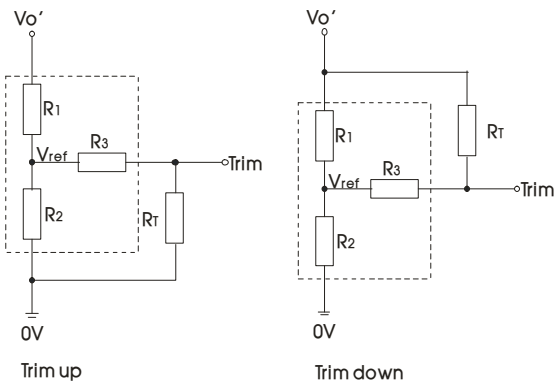 Vo'
R1
Vref
R3
Trim
R2
RT
0V
Trim up
Vo'
R1
RT
Vref
R3
Trim
R2
0V
Trim down